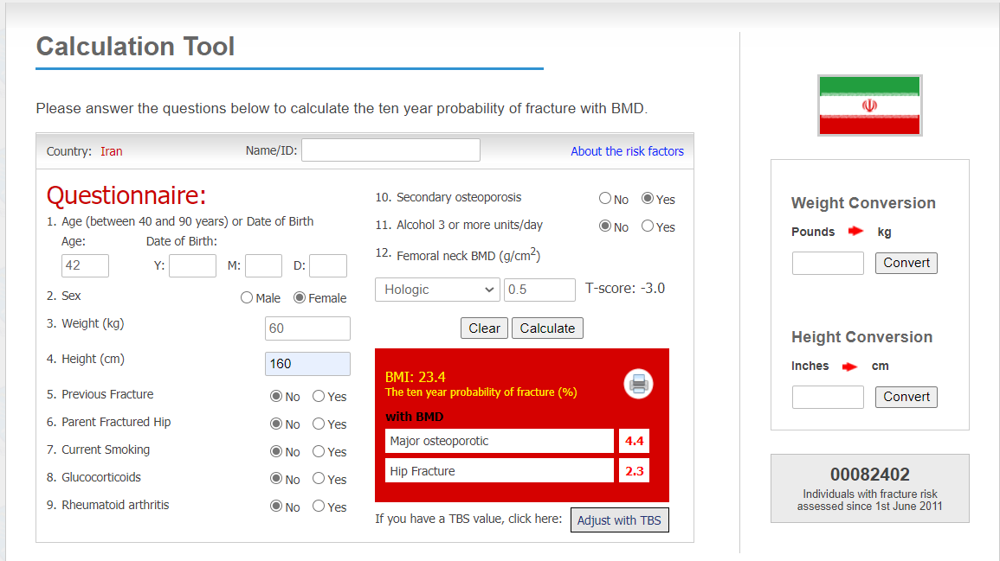 Calculation Tool
Please answer the questions below to calculate the ten year probability of fracture with BMD.
Country: Iran
Name/ID:
About the risk factors
Questionnaire:
1. Age (between 40 and 90 years) or Date of Birth
Age:
Date of Birth:
42
Y:
M:
D:
2. Sex
Male
Female
3. Weight (kg)
60
4. Height (cm)
160
5. Previous Fracture
No
Yes
6. Parent Fractured Hip
No
Yes
7. Current Smoking
No
Yes
8. Glucocorticoids
No
Yes
9. Rheumatoid arthritis
No
Yes
10. Secondary osteoporosis
No
Yes
11. Alcohol 3 or more units/day
No
Yes
12. Femoral neck BMD (g/cm²)
Hologic
0.5
T-score: -3.0
Clear
Calculate
BMI: 23.4
The ten year probability of fracture (%)
with BMD
Major osteoporotic
4.4
Hip Fracture
2.3
If you have a TBS value, click here:
Adjust with TBS
Weight Conversion
Pounds
kg
Convert
Height Conversion
Inches
cm
Convert
00082402
Individuals with fracture risk
assessed since 1st June 2011